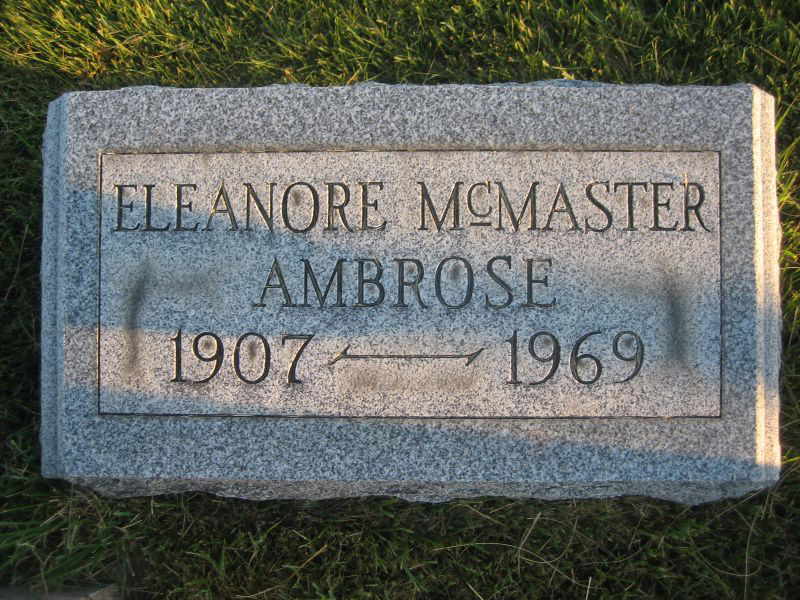 ELEANORE McMASTER
AMBROSE
1907 — 1969